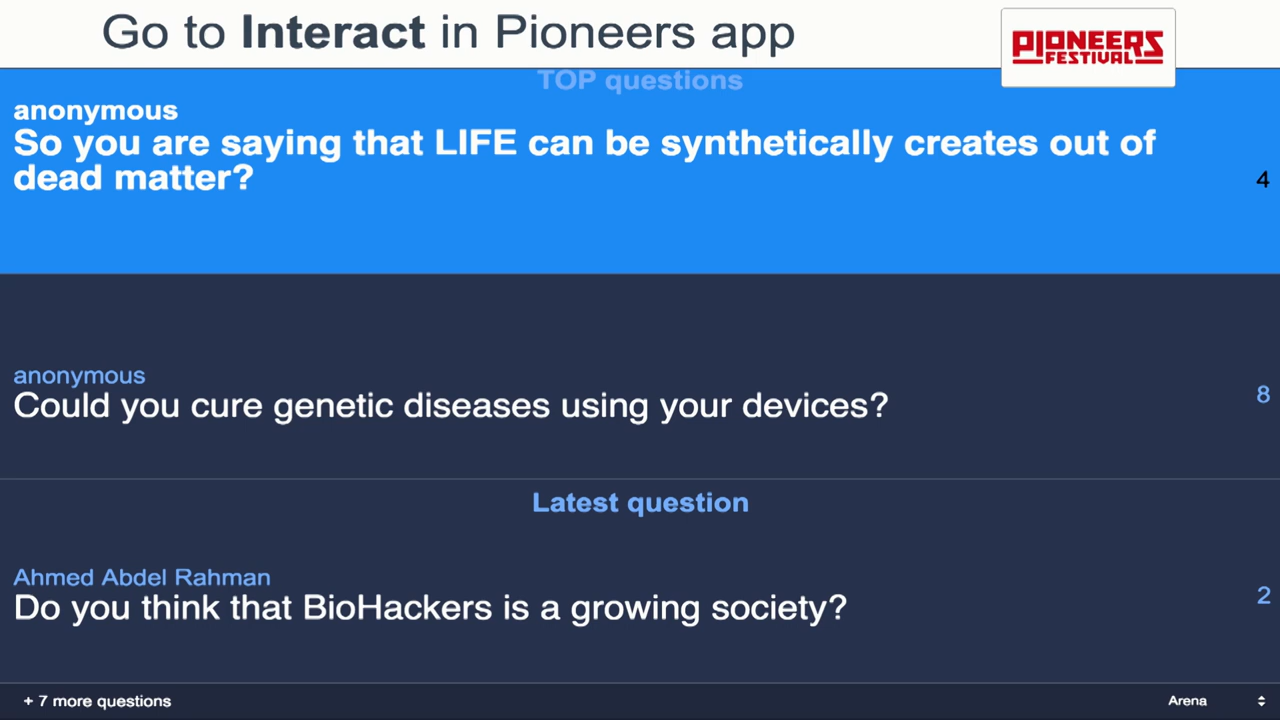 Go to Interact in Pioneers app
PIONEERS
FESTIVAL
TOP questions
anonymous
So you are saying that LIFE can be synthetically creates out of
dead matter?
4
anonymous
Could you cure genetic diseases using your devices?
8
Latest question
Ahmed Abdel Rahman
Do you think that BioHackers is a growing society?
2
+ 7 more questions
Arena